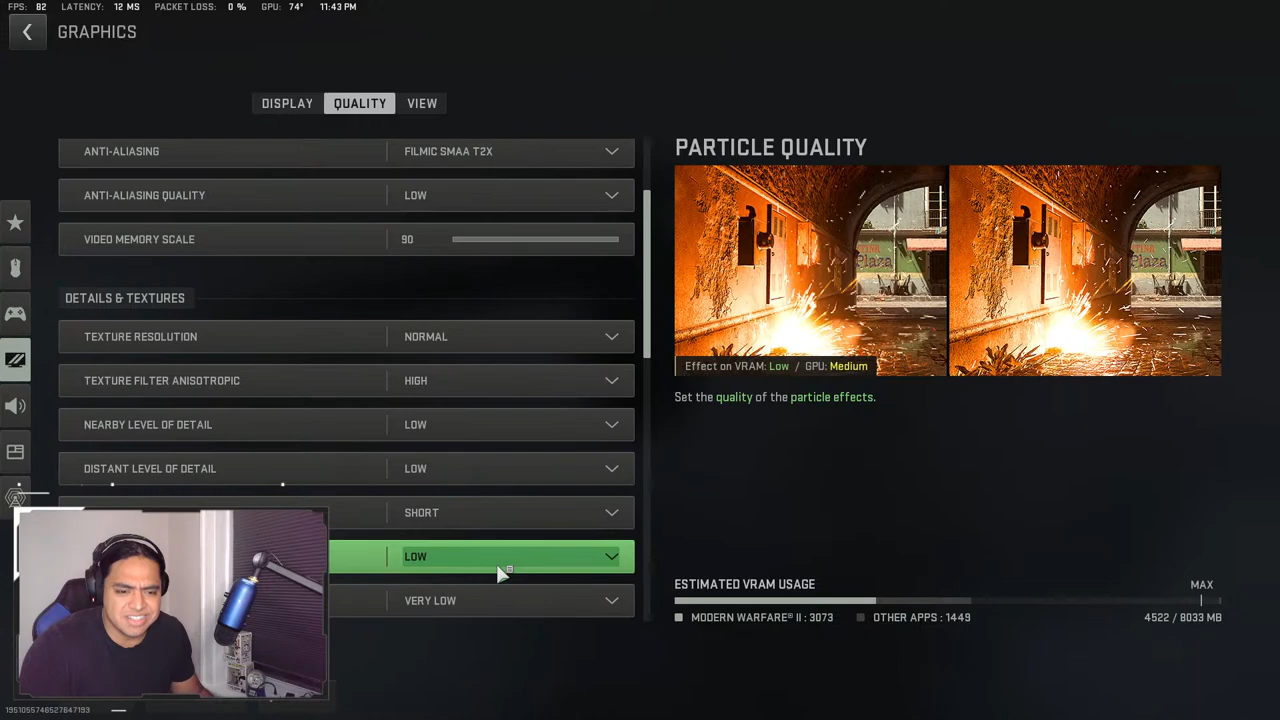 FPS: 82 LATENCY: 12 MS PACKET LOSS: 0 % GPU: 74° 11:43 PM
GRAPHICS
DISPLAY QUALITY VIEW
ANTI-ALIASING FILMIC SMAA T2X
ANTI-ALIASING QUALITY LOW
VIDEO MEMORY SCALE 90
DETAILS & TEXTURES
TEXTURE RESOLUTION NORMAL
TEXTURE FILTER ANISOTROPIC HIGH
NEARBY LEVEL OF DETAIL LOW
DISTANT LEVEL OF DETAIL LOW
SHORT
LOW
VERY LOW
PARTICLE QUALITY
Plaza
Plaza
Effect on VRAM: Low / GPU: Medium
Set the quality of the particle effects.
ESTIMATED VRAM USAGE MAX
MODERN WARFARE® II : 3073 OTHER APPS : 1449 4522 / 8033 MB
1951055746527647193